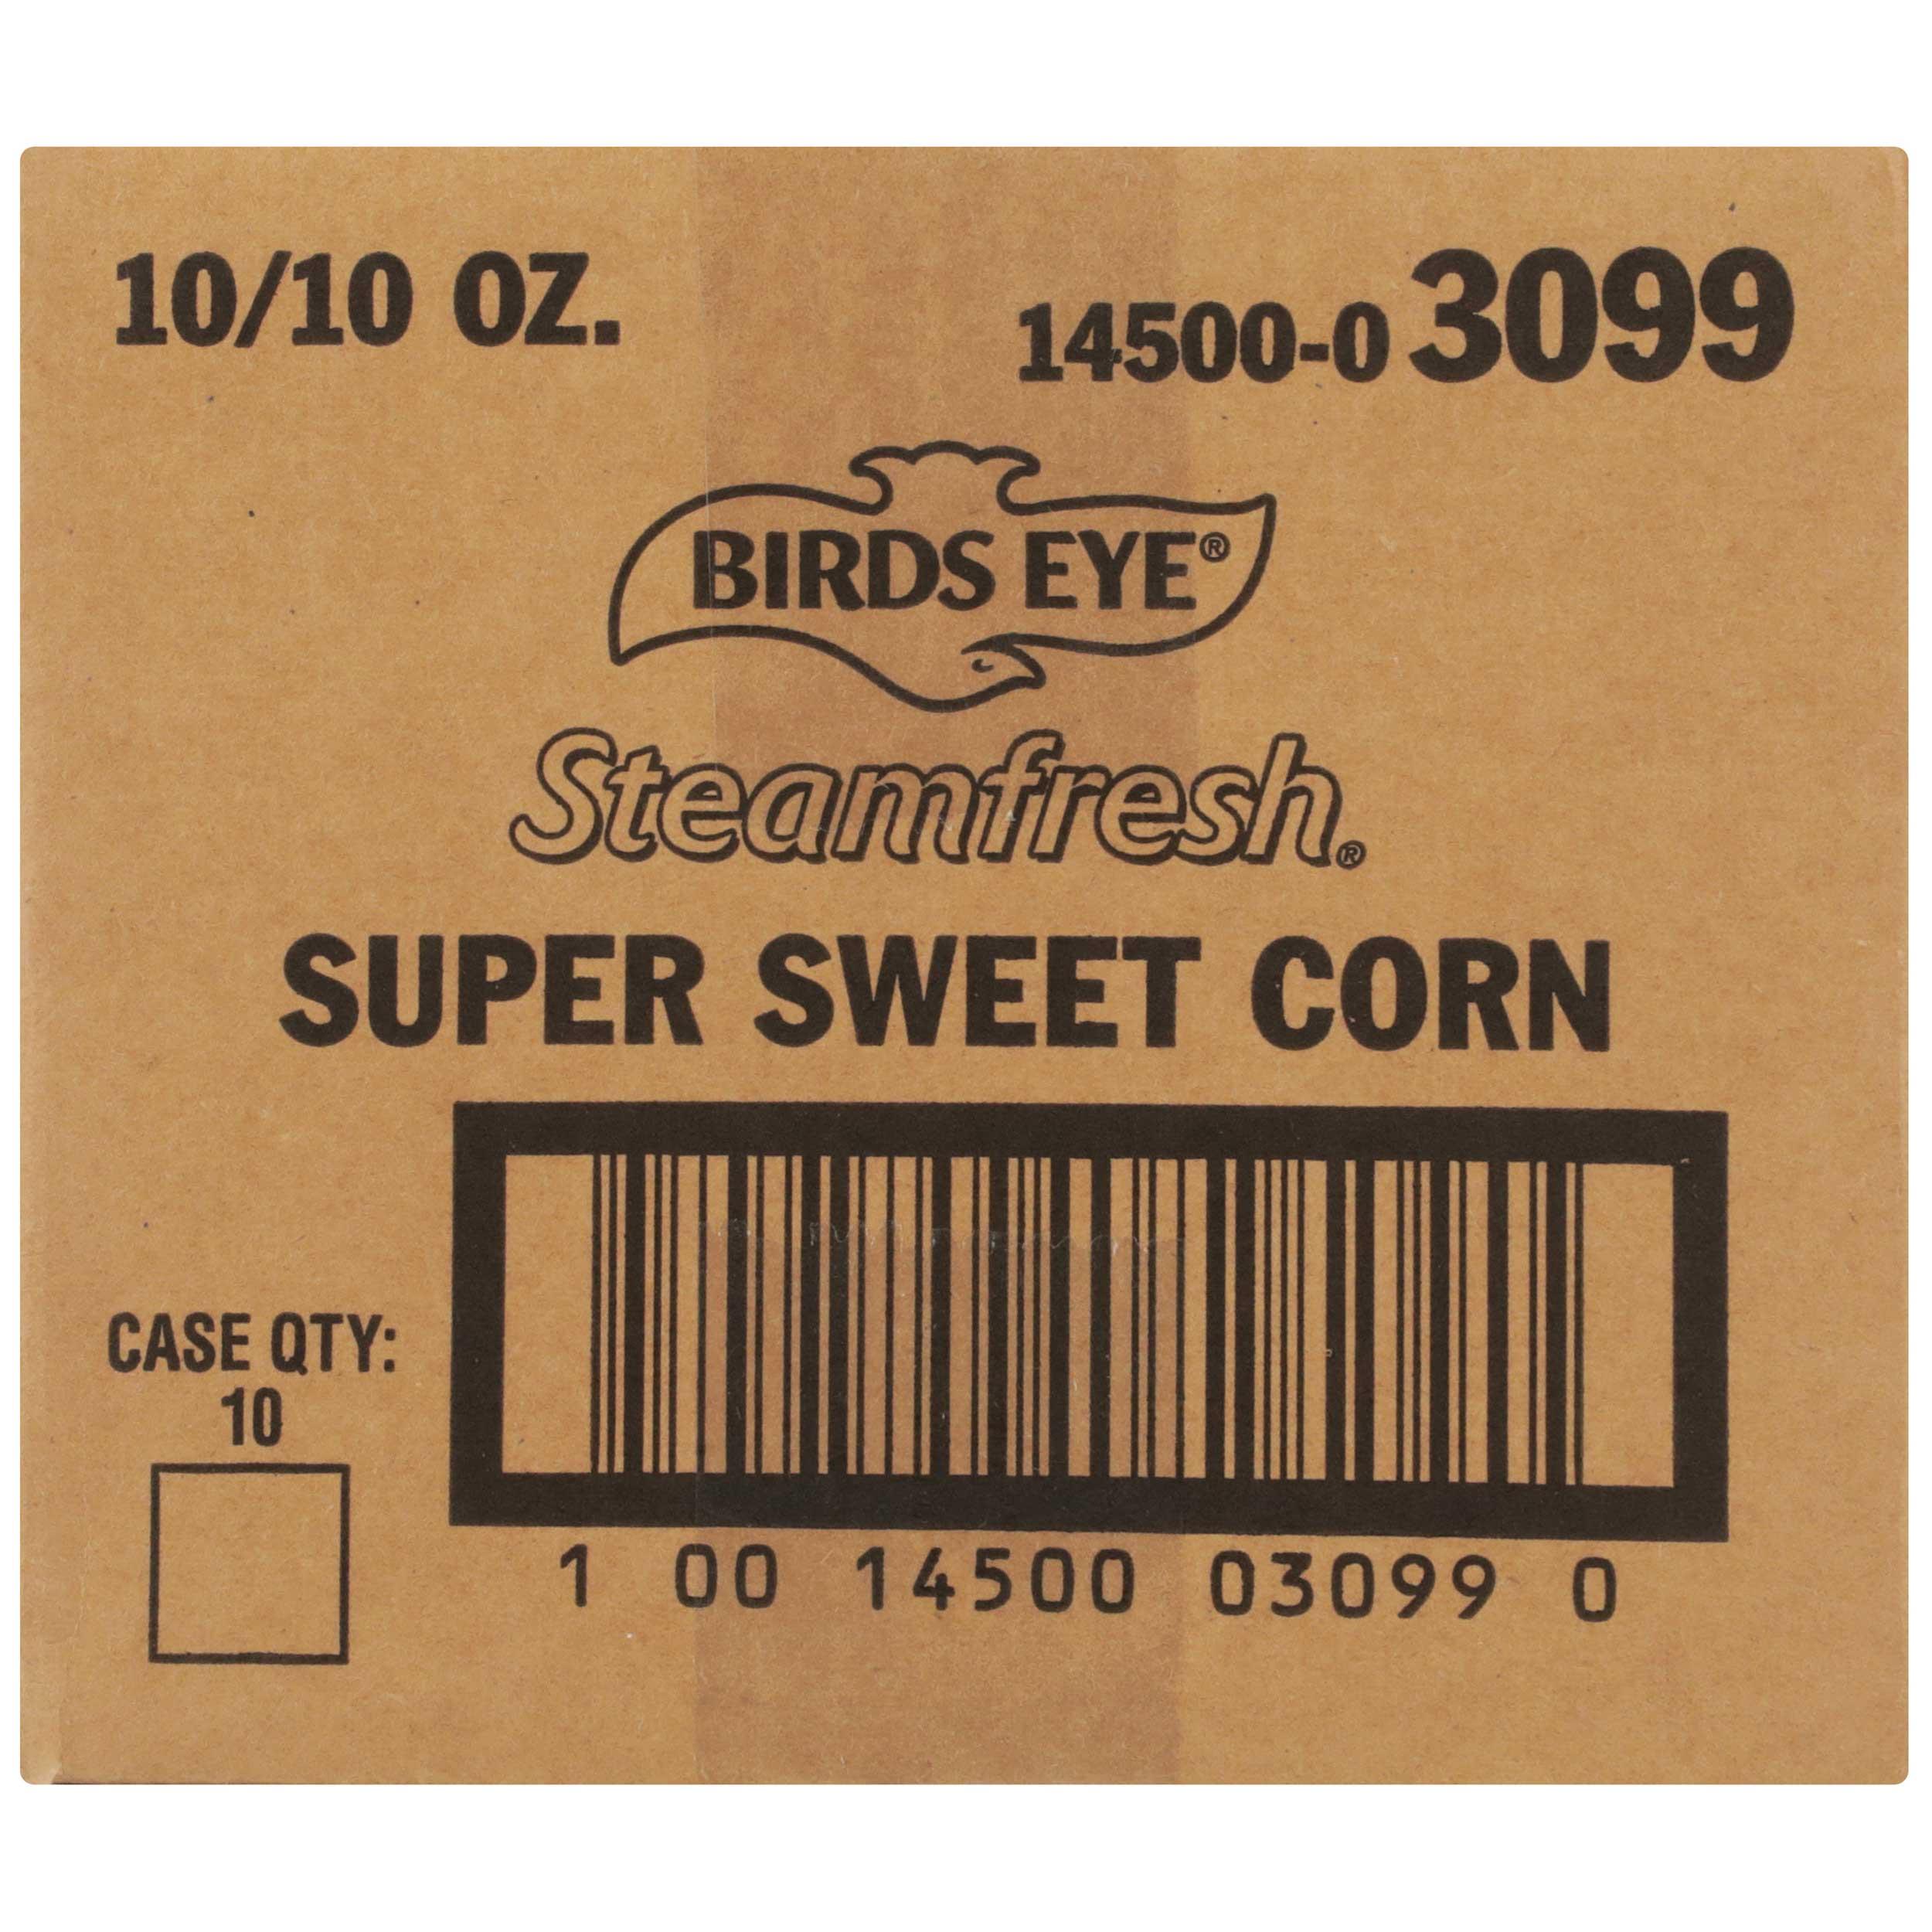 10/10 OZ.
14500-0 3099
BIRDS EYE®
Steamfresh®
SUPER SWEET CORN
CASE QTY:
10
1 00 14500 03099 0